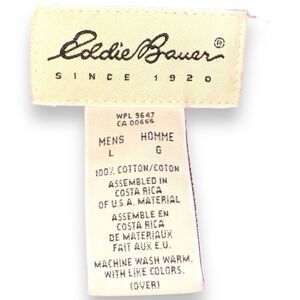 Eddie Bauer®
SINCE 1920
WPL 9647
CA 00665
MENS HOMME
L G
100% COTTON/COTON
ASSEMBLED IN
COSTA RICA
OF U.S.A. MATERIAL
ASSEMBLE EN
COSTA RICA
DE MATERIAUX
FAIT AUX E.U.
MACHINE WASH WARM,
WITH LIKE COLORS.
(OVER)